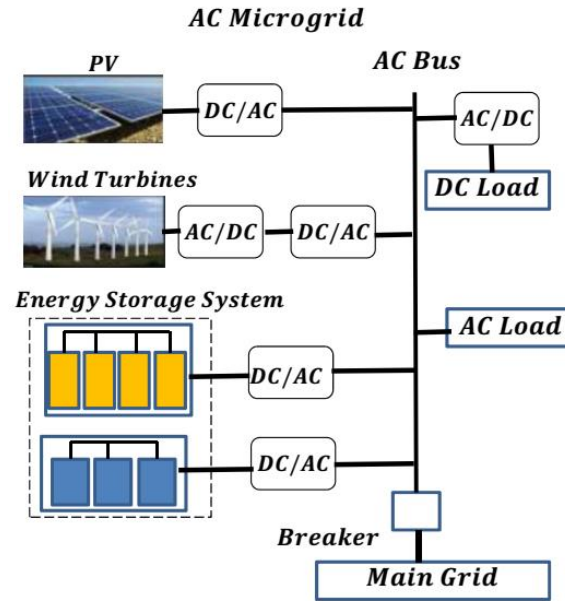 AC Microgrid
PV
AC Bus
DC/AC
AC/DC
DC Load
Wind Turbines
AC/DC
DC/AC
Energy Storage System
AC Load
DC/AC
DC/AC
Breaker
Main Grid